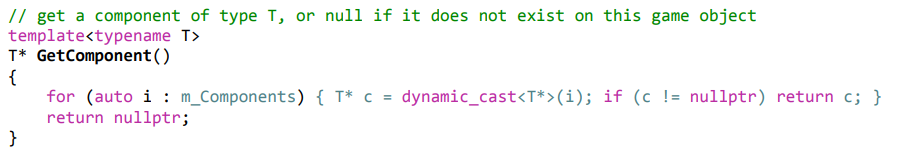 // get a component of type T, or null if it does not exist on this game object
template<typename T>
T* GetComponent()
{
    for (auto i : m_Components) { T* c = dynamic_cast<T*>(i); if (c != nullptr) return c; }
    return nullptr;
}